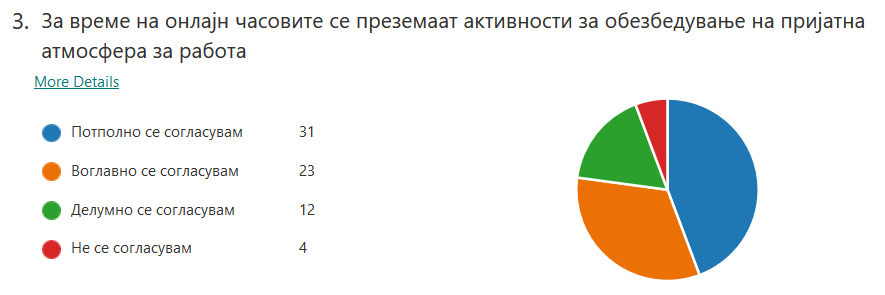 3. За време на онлајн часовите се преземаат активности за обезбедување на пријатна
атмосфера за работа
More Details
Потполно се согласувам 31
Воглавно се согласувам 23
Делумно се согласувам 12
Не се согласувам 4